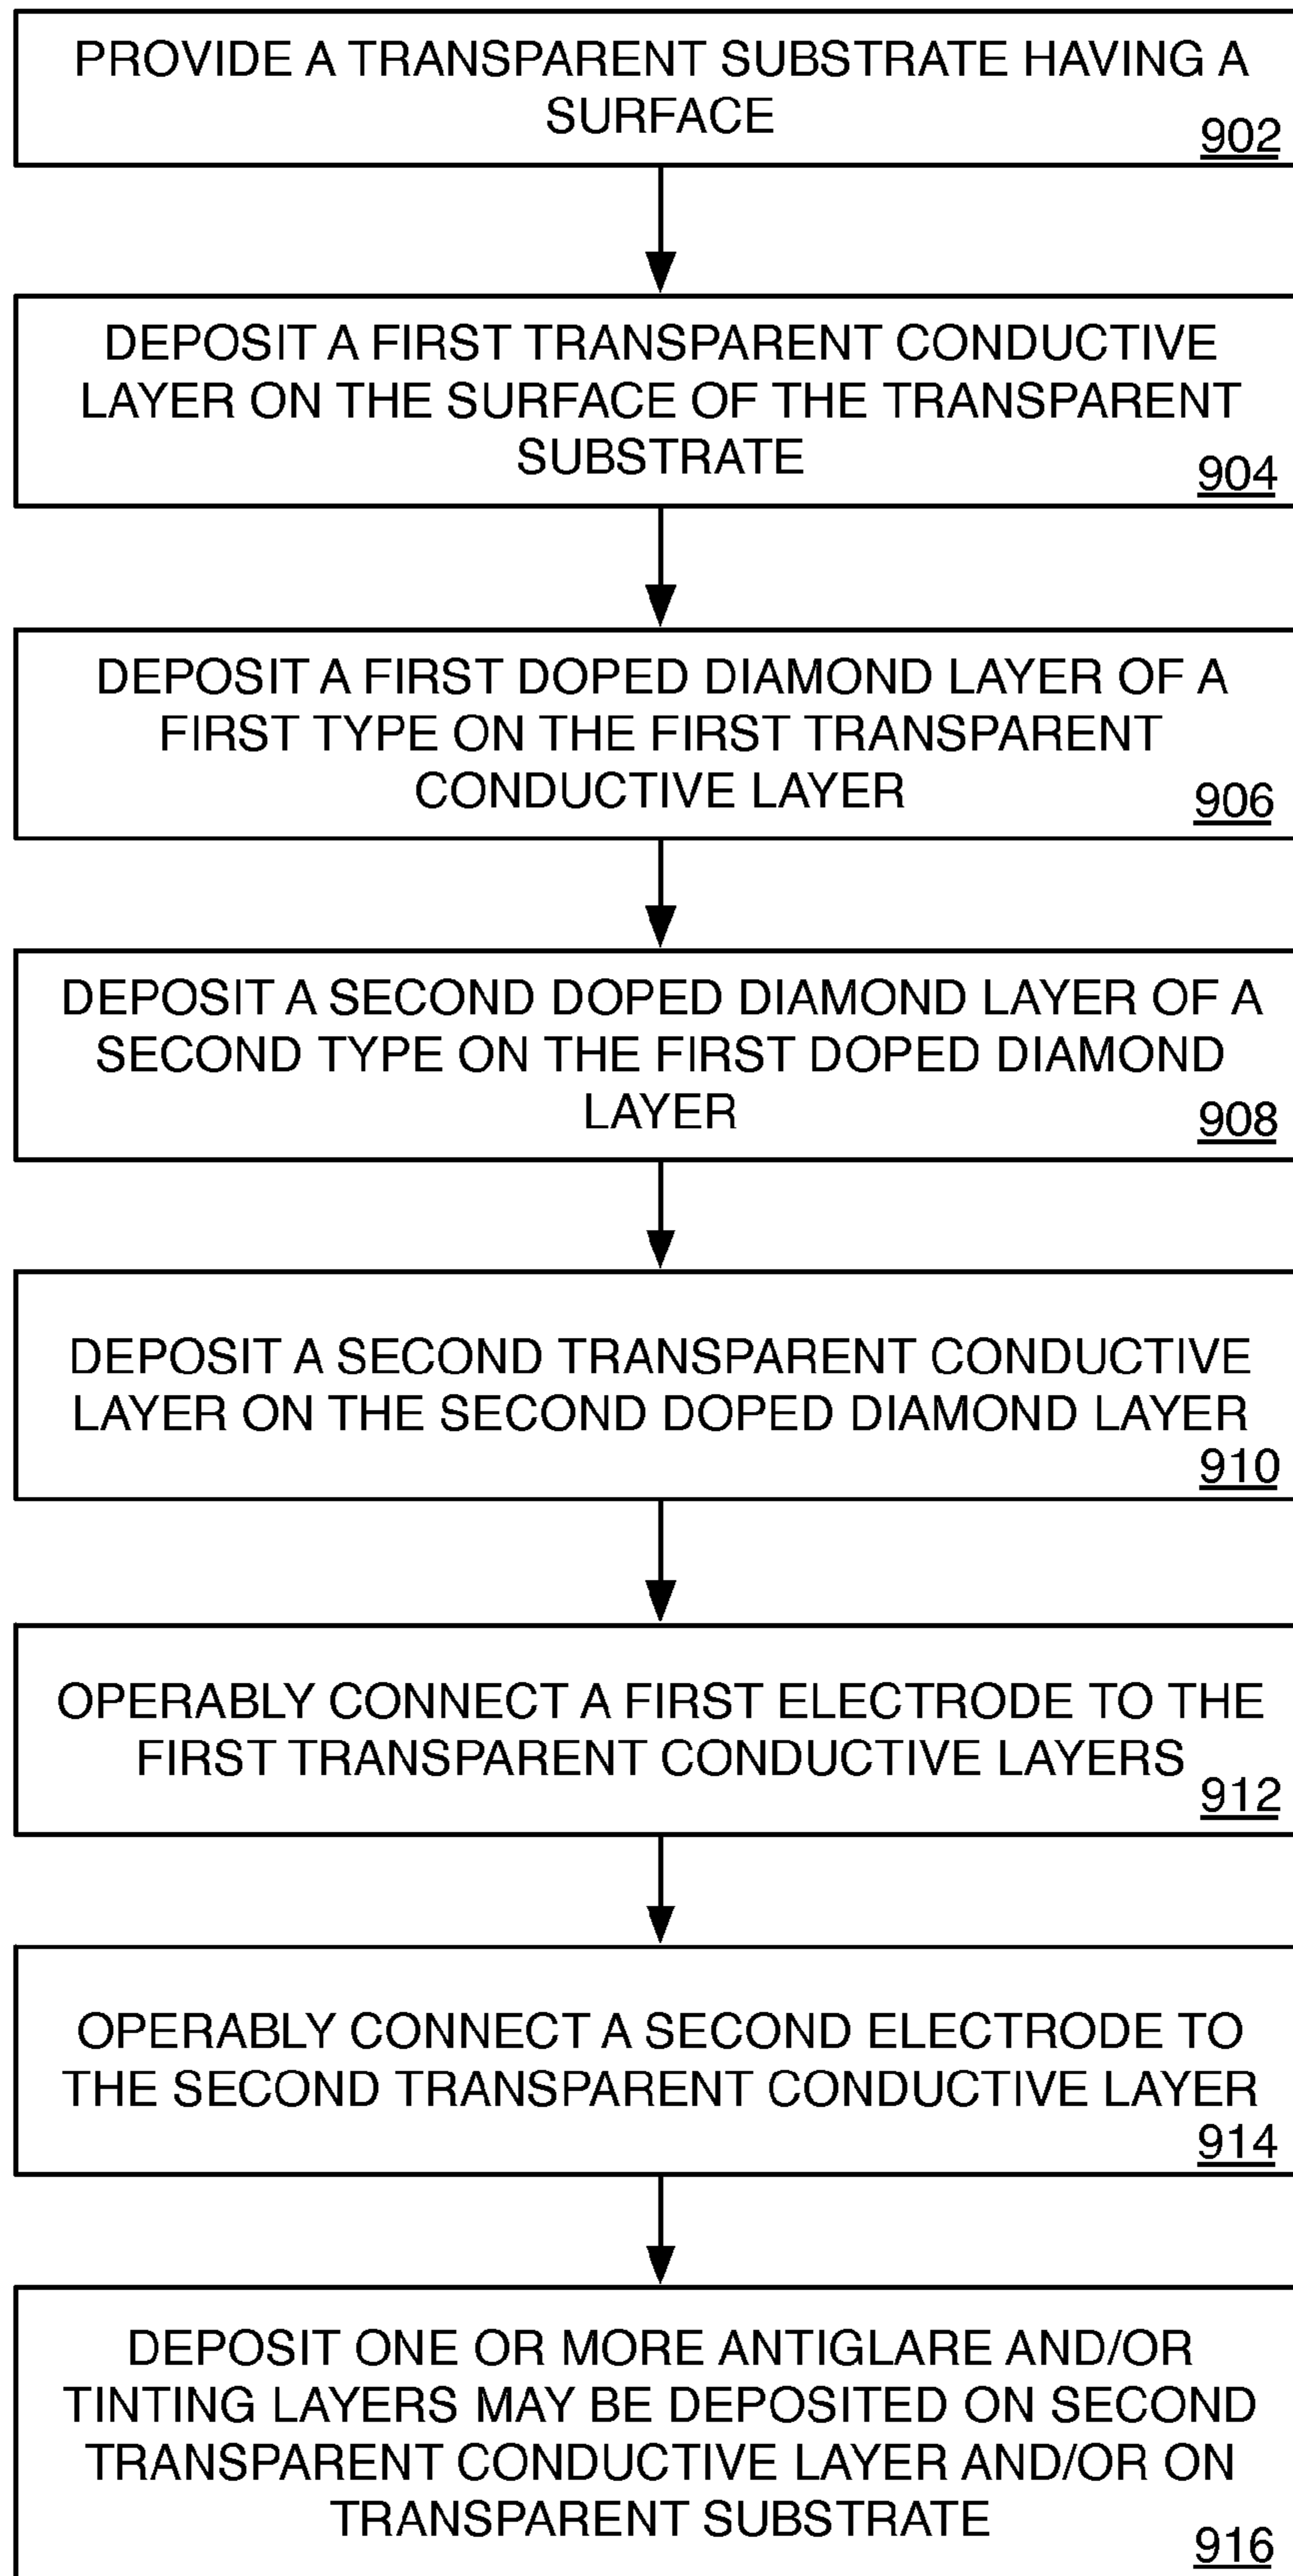 PROVIDE A TRANSPARENT SUBSTRATE HAVING A
SURFACE
902
DEPOSIT A FIRST TRANSPARENT CONDUCTIVE
LAYER ON THE SURFACE OF THE TRANSPARENT
SUBSTRATE
904
DEPOSIT A FIRST DOPED DIAMOND LAYER OF A
FIRST TYPE ON THE FIRST TRANSPARENT
CONDUCTIVE LAYER
906
DEPOSIT A SECOND DOPED DIAMOND LAYER OF A
SECOND TYPE ON THE FIRST DOPED DIAMOND
LAYER
908
DEPOSIT A SECOND TRANSPARENT CONDUCTIVE
LAYER ON THE SECOND DOPED DIAMOND LAYER
910
OPERABLY CONNECT A FIRST ELECTRODE TO THE
FIRST TRANSPARENT CONDUCTIVE LAYERS
912
OPERABLY CONNECT A SECOND ELECTRODE TO
THE SECOND TRANSPARENT CONDUCTIVE LAYER
914
DEPOSIT ONE OR MORE ANTIGLARE AND/OR
TINTING LAYERS MAY BE DEPOSITED ON SECOND
TRANSPARENT CONDUCTIVE LAYER AND/OR ON
TRANSPARENT SUBSTRATE
916